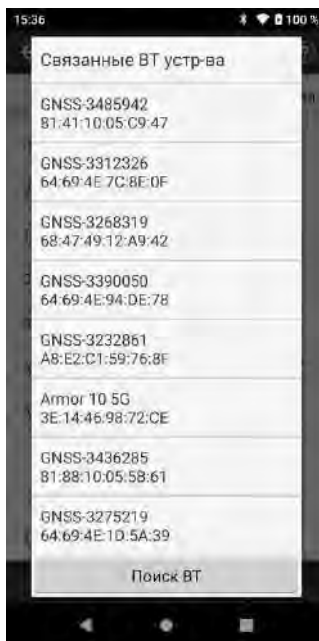 15:36
100 %
Связанные BT устр-ва
GNSS-3485942
81:41:10:05:C9:47
GNSS-3312326
64:69:4E:7C:8E:0F
GNSS-3268319
68:47:49:12:A9:42
GNSS-3390050
64:69:4E:94:DE:78
GNSS-3232861
A8:E2:C1:59:76:8F
Armor 10 5G
3E:14:46:98:72:CE
GNSS-3436285
81:88:10:05:58:61
GNSS-3275219
64:69:4E:1D:5A:39
Поиск BT